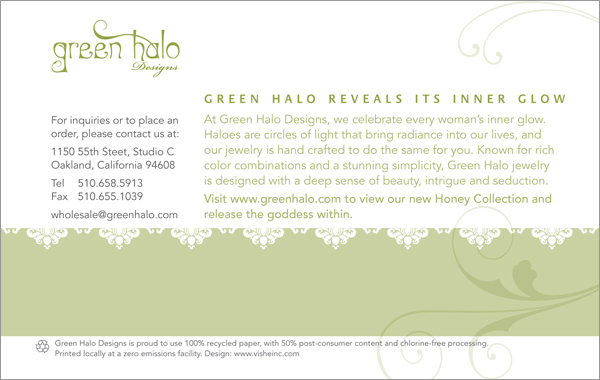 green halo
Designs
GREEN HALO REVEALS ITS INNER GLOW
For inquiries or to place an
order, please contact us at:
1150 55th Steet, Studio C
Oakland, California 94608
Tel 510.658.5913
Fax 510.655.1039
wholesale@greenhalo.com
At Green Halo Designs, we celebrate every woman's inner glow.
Haloes are circles of light that bring radiance into our lives, and
our jewelry is hand crafted to do the same for you. Known for rich
color combinations and a stunning simplicity, Green Halo jewelry
is designed with a deep sense of beauty, intrigue and seduction.
Visit www.greenhalo.com to view our new Honey Collection and
release the goddess within.
Green Halo Designs is proud to use 100% recycled paper, with 50% post-consumer content and chlorine-free processing.
Printed locally at a zero emissions facility. Design: www.visheinc.com